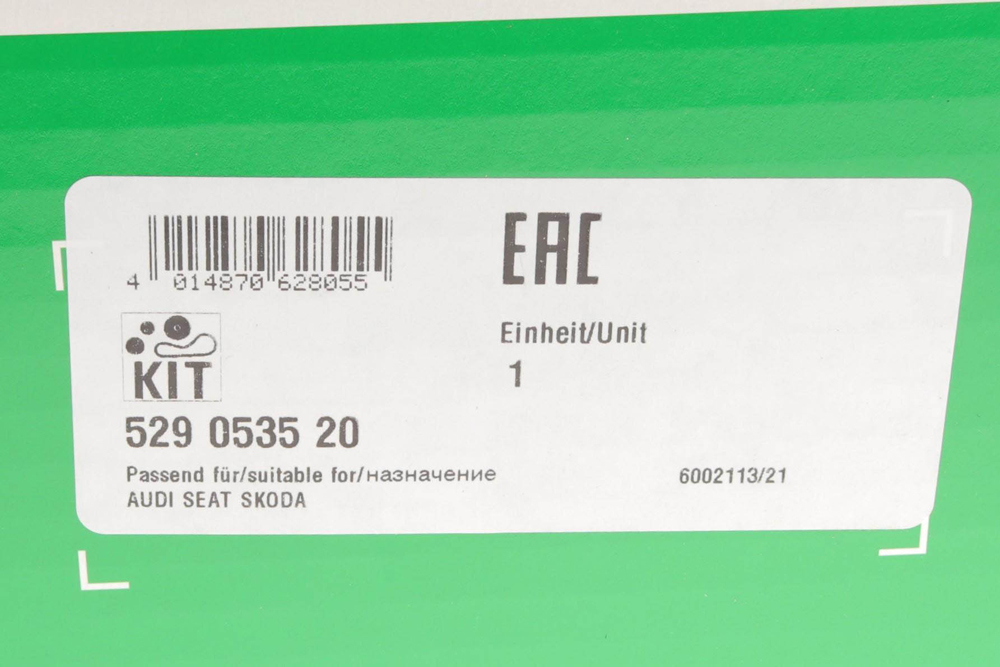 4 014870 628055
EAC
KIT
Einheit/Unit
1
529 0535 20
Passend für/suitable for/назначение
AUDI SEAT SKODA
6002113/21